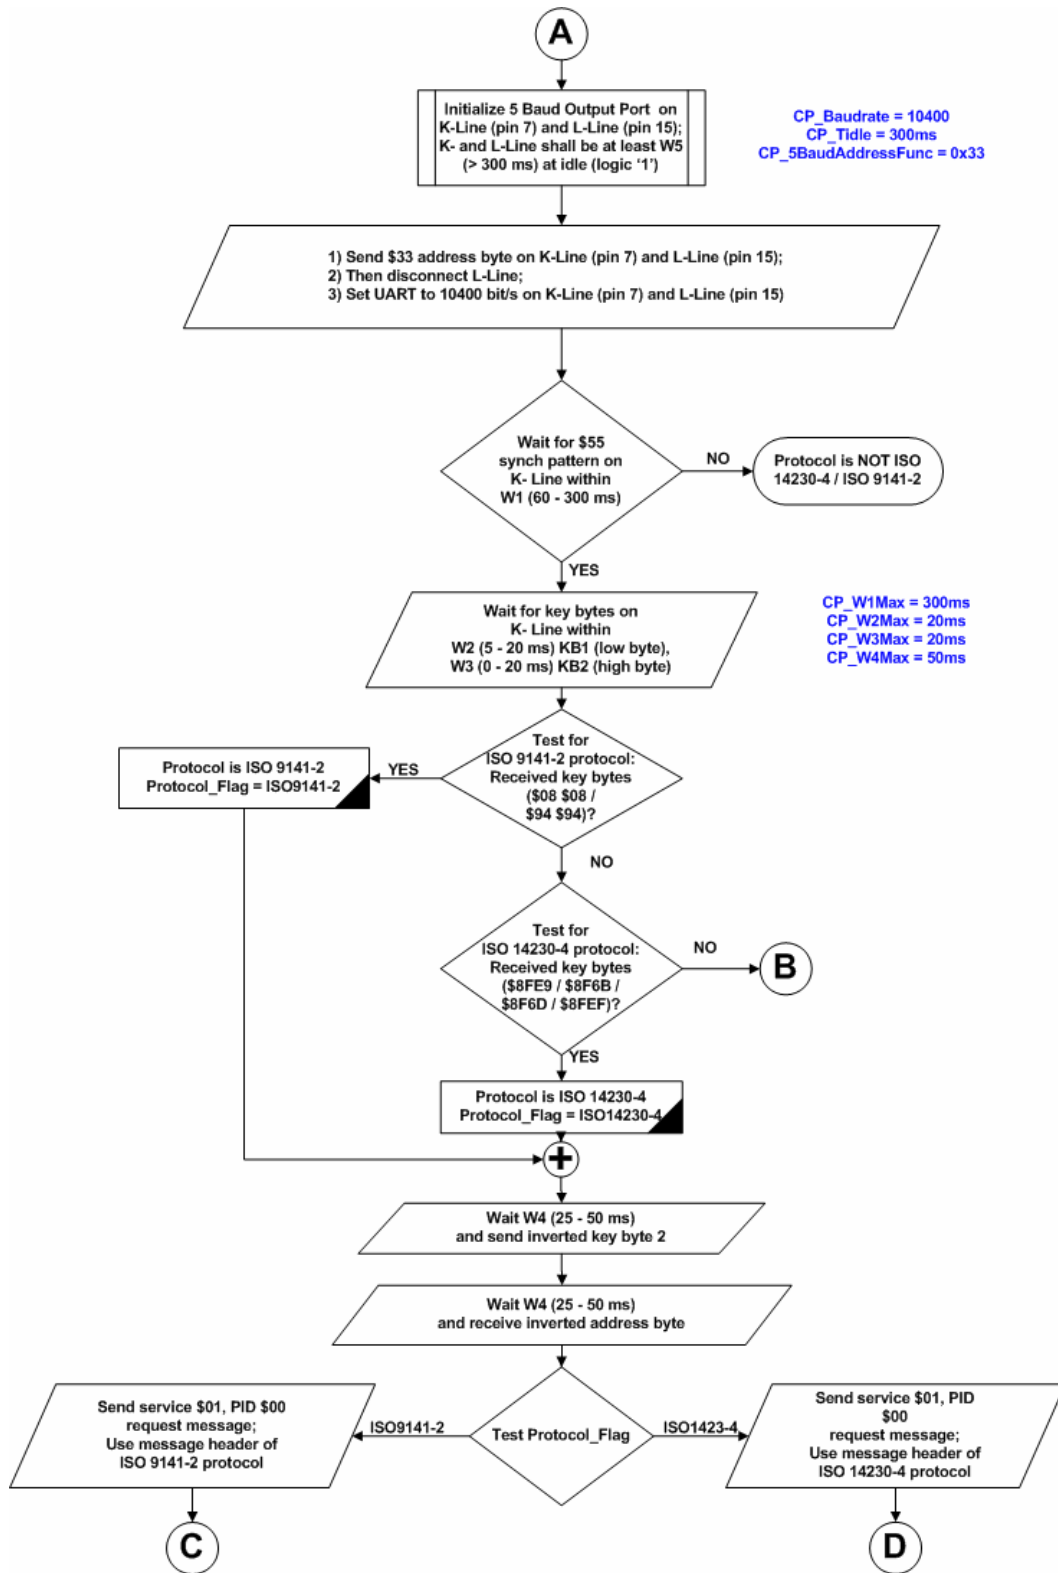 A
Initialize 5 Baud Output Port on
K-Line (pin 7) and L-Line (pin 15);
K- and L-Line shall be at least W5
(> 300 ms) at idle (logic ‘1’)
CP_Baudrate = 10400
CP_Tidle = 300ms
CP_5BaudAddressFunc = 0x33
1) Send $33 address byte on K-Line (pin 7) and L-Line (pin 15);
2) Then disconnect L-Line;
3) Set UART to 10400 bit/s on K-Line (pin 7) and L-Line (pin 15)
Wait for $55
synch pattern on
K- Line within
W1 (60 - 300 ms)
NO
Protocol is NOT ISO
14230-4 / ISO 9141-2
YES
Wait for key bytes on
K- Line within
W2 (5 - 20 ms) KB1 (low byte),
W3 (0 - 20 ms) KB2 (high byte)
CP_W1Max = 300ms
CP_W2Max = 20ms
CP_W3Max = 20ms
CP_W4Max = 50ms
Test for
ISO 9141-2 protocol:
Received key bytes
($08 $08 /
$94 $94)?
YES
Protocol is ISO 9141-2
Protocol_Flag = ISO9141-2
NO
Test for
ISO 14230-4 protocol:
Received key bytes
($8FE9 / $8F6B /
$8F6D / $8FEF)?
NO
B
YES
Protocol is ISO 14230-4
Protocol_Flag = ISO14230-4
+
Wait W4 (25 - 50 ms)
and send inverted key byte 2
Wait W4 (25 - 50 ms)
and receive inverted address byte
Test Protocol_Flag
ISO9141-2
ISO1423-4
Send service $01, PID $00
request message;
Use message header of
ISO 9141-2 protocol
Send service $01, PID
$00
request message;
Use message header of
ISO 14230-4 protocol
C
D